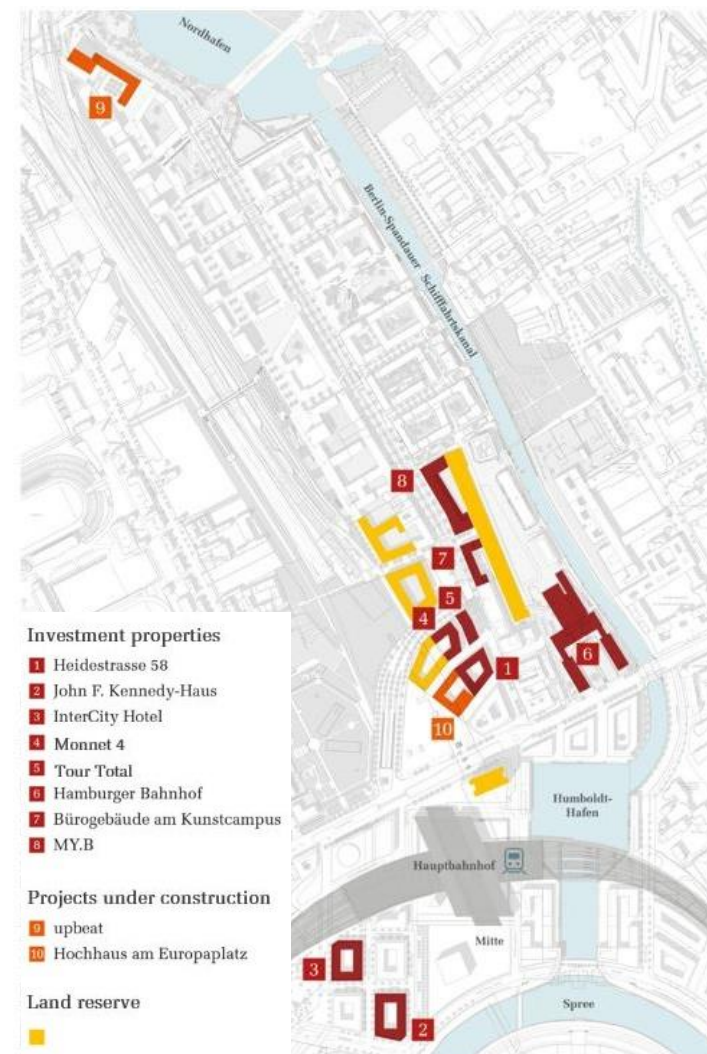 Nordhafen
9
Berlin-Spandauer Schifffahrtskanal
8
7
5
4
6
1
10
Investment properties
1 Heidestrasse 58
2 John F. Kennedy-Haus
3 InterCity Hotel
4 Monnet 4
5 Tour Total
6 Hamburger Bahnhof
7 Bürogebäude am Kunstcampus
8 MY.B
Projects under construction
9 upbeat
10 Hochhaus am Europaplatz
Land reserve
Humboldt-
Hafen
Hauptbahnhof
Mitte
3
2
Spree